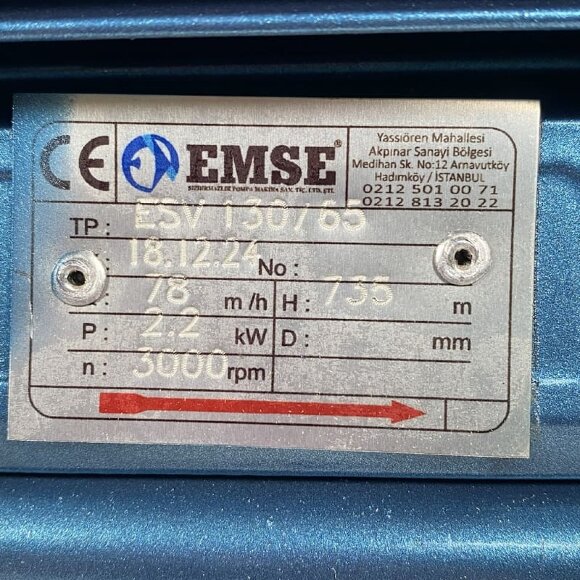 CE EMSE®
SIZDIRMAZLAR POMPA MAKİNA SAN. TİC. LTD. ŞTİ.
Yassıören Mahallesi
Akpınar Sanayi Bölgesi
Medihan Sk. No:12 Arnavutköy
Hadımköy / İSTANBUL
0212 501 00 71
0212 813 20 22
TP : ESV 130/65
: 18.12.24 No :
: 78 m /h H : 735 m
P : 2.2 kW D : mm
n : 3000 rpm